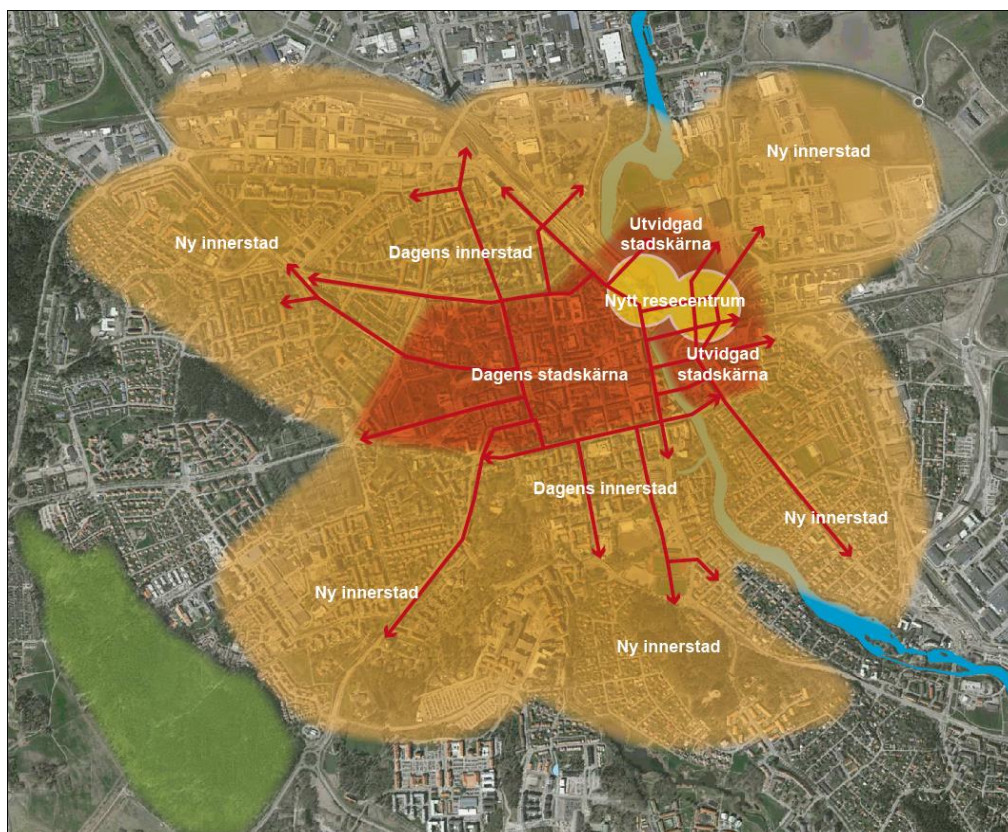 Ny innerstad
Utvidgad
stadskärna
Ny innerstad
Dagens innerstad
Nytt resecentrum
Dagens stadskärna
Utvidgad
stadskärna
Dagens innerstad
Ny innerstad
Ny innerstad
Ny innerstad